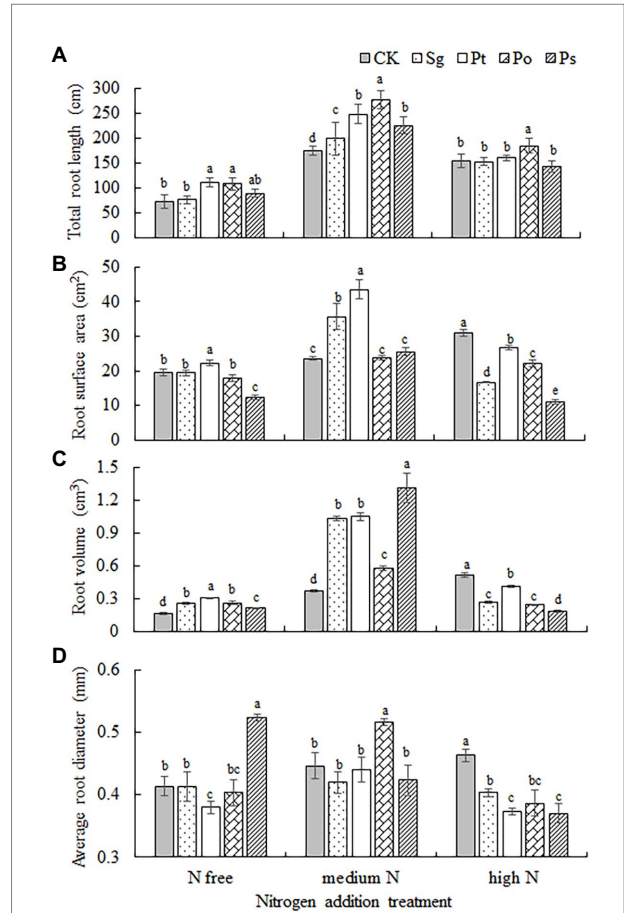 A
CK Sg Pt Po Ps
Total root length (cm)
300
250
200
150
100
50
0
b b a a ab
d c b a b
b b b a b
B
Root surface area (cm²)
50
40
30
20
10
0
b b a b c
c b a c c
a d b c e
C
Root volume (cm³)
1.5
1.2
0.9
0.6
0.3
0
d b a b c
d b b c a
a c b c d
D
Average root diameter (mm)
0.6
0.5
0.4
0.3
b b c bc a
b b b a b
a b c bc c
N free medium N high N
Nitrogen addition treatment